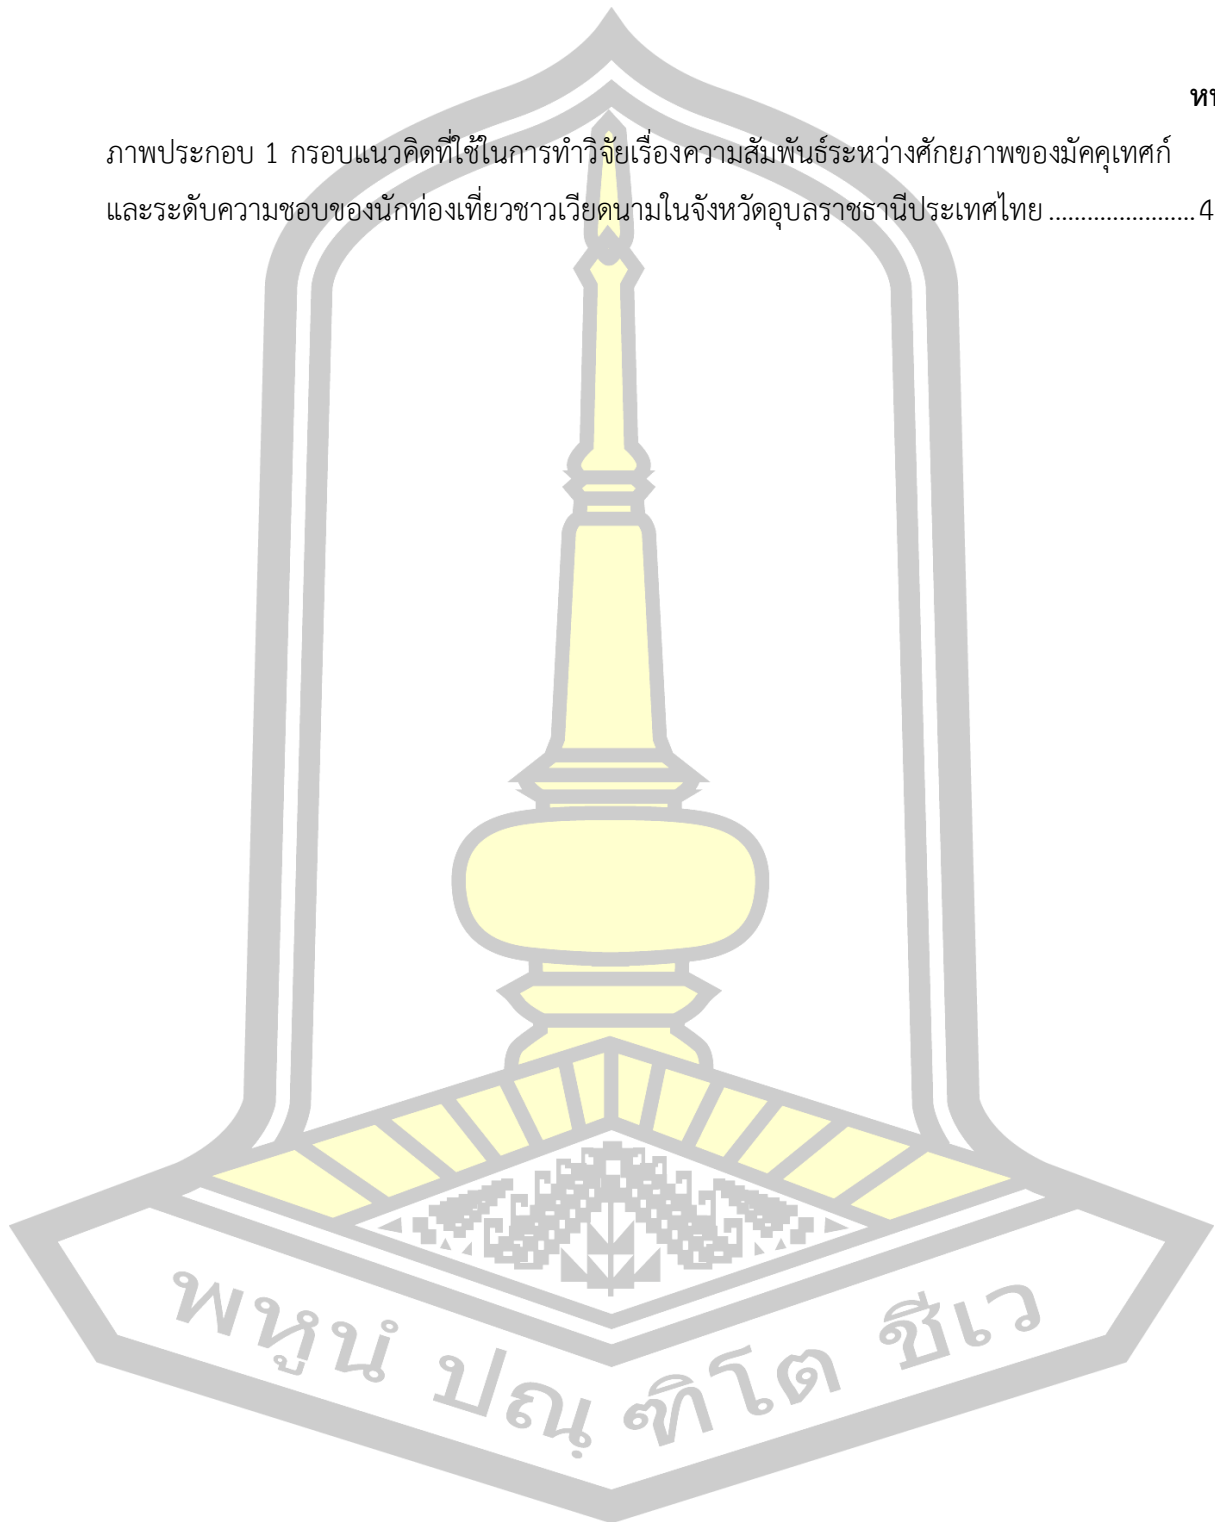 ภาพประกอบ 1 กรอบแนวคิดที่ใช้ในการทำวิจัยเรื่องความสัมพันธ์ระหว่างศักยภาพของมัคคุเทศก์
และระดับความชอบของนักท่องเที่ยวชาวเวียดนามในจังหวัดอุบลราชธานีประเทศไทย ....................... 4
พหูนํ ปณฺฑิโต ชีเว